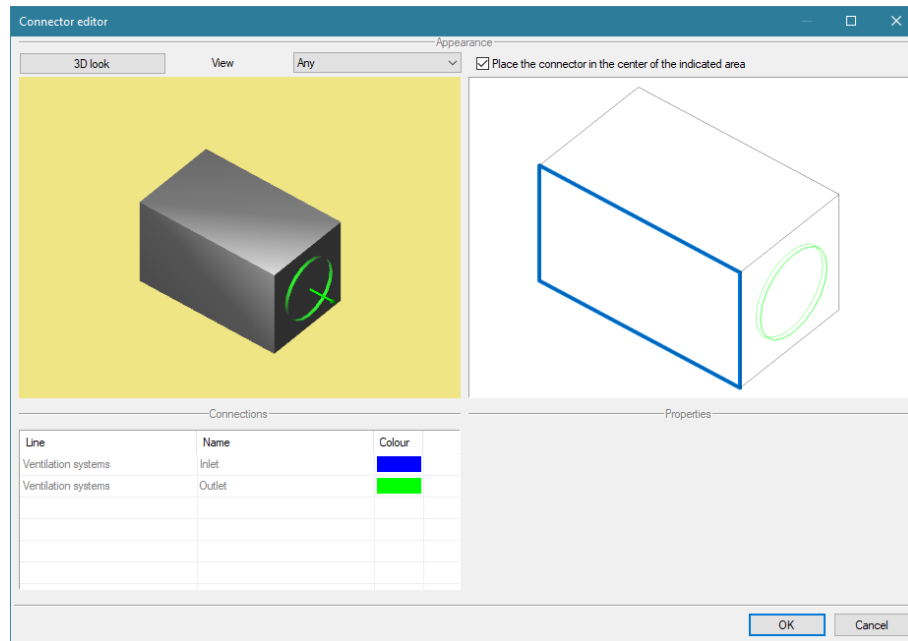 Connector editor
Appearance
3D look View Any Place the connector in the center of the indicated area
Connections
Properties
Line Name Colour
Ventilation systems Inlet
Ventilation systems Outlet
OK Cancel